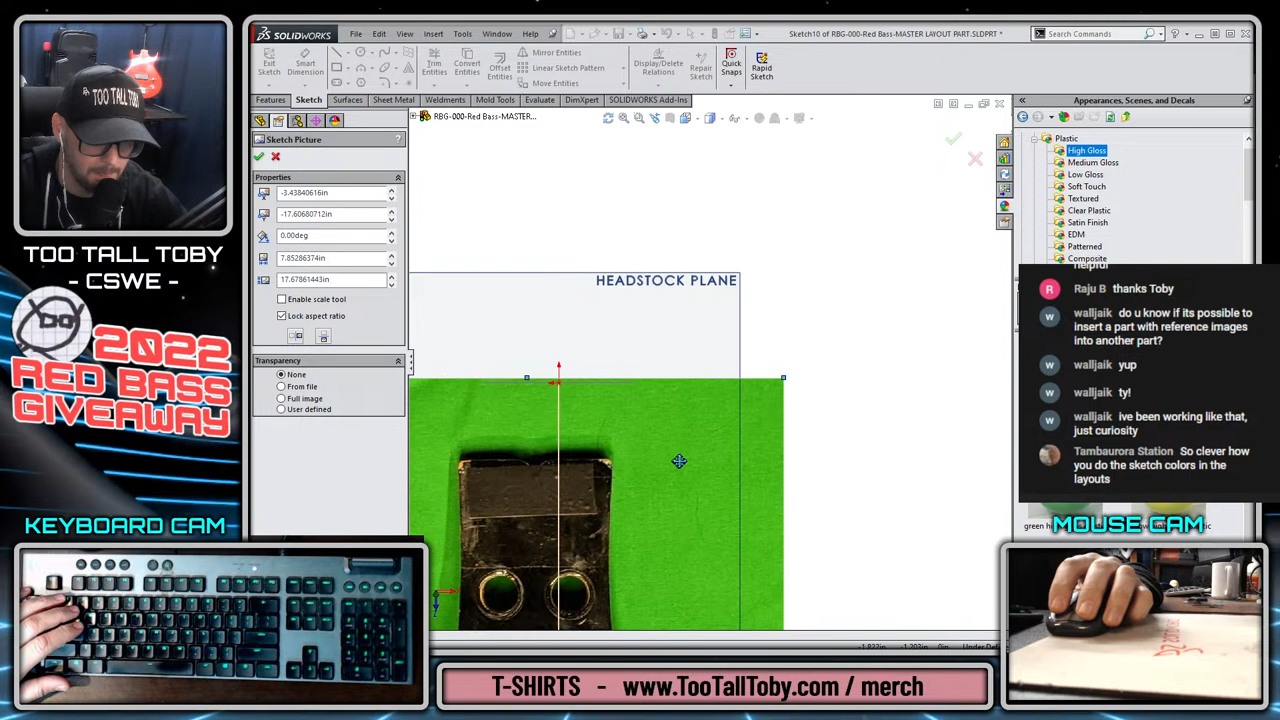 TOO TALL TOBY
TOO TALL TOBY
- CSWE -
2022
RED BASS
GIVEAWAY
KEYBOARD CAM
SOLIDWORKS
File
Edit
View
Insert
Tools
Window
Help
Sketch10 of RBG-000-Red Bass-MASTER LAYOUT PART.SLDPRT *
Search Commands
Exit Sketch
Smart Dimension
Trim Entities
Convert Entities
Offset Entities
Mirror Entities
Linear Sketch Pattern
Move Entities
Display/Delete Relations
Repair Sketch
Quick Snaps
Rapid Sketch
Features
Sketch
Surfaces
Sheet Metal
Weldments
Mold Tools
Evaluate
DimXpert
SOLIDWORKS Add-Ins
RBG-000-Red Bass-MASTER...
Sketch Picture
?
Properties
-3.43840616in
-17.60680712in
0.00deg
7.85286374in
17.67861443in
Enable scale tool
Lock aspect ratio
Transparency
None
From file
Full image
User defined
HEADSTOCK PLANE
Appearances, Scenes, and Decals
Plastic
High Gloss
Medium Gloss
Low Gloss
Soft Touch
Textured
Clear Plastic
Satin Finish
EDM
Patterned
Composite
helpful
R
Raju B thanks Toby
w
walljaik do u know if its possible to
insert a part with reference images
into another part?
w
walljaik yup
w
walljaik ty!
w
walljaik ive been working like that,
just curiosity
Tambaurora Station So clever how
you do the sketch colors in the
layouts
MOUSE CAM
T-SHIRTS - www.TooTallToby.com / merch